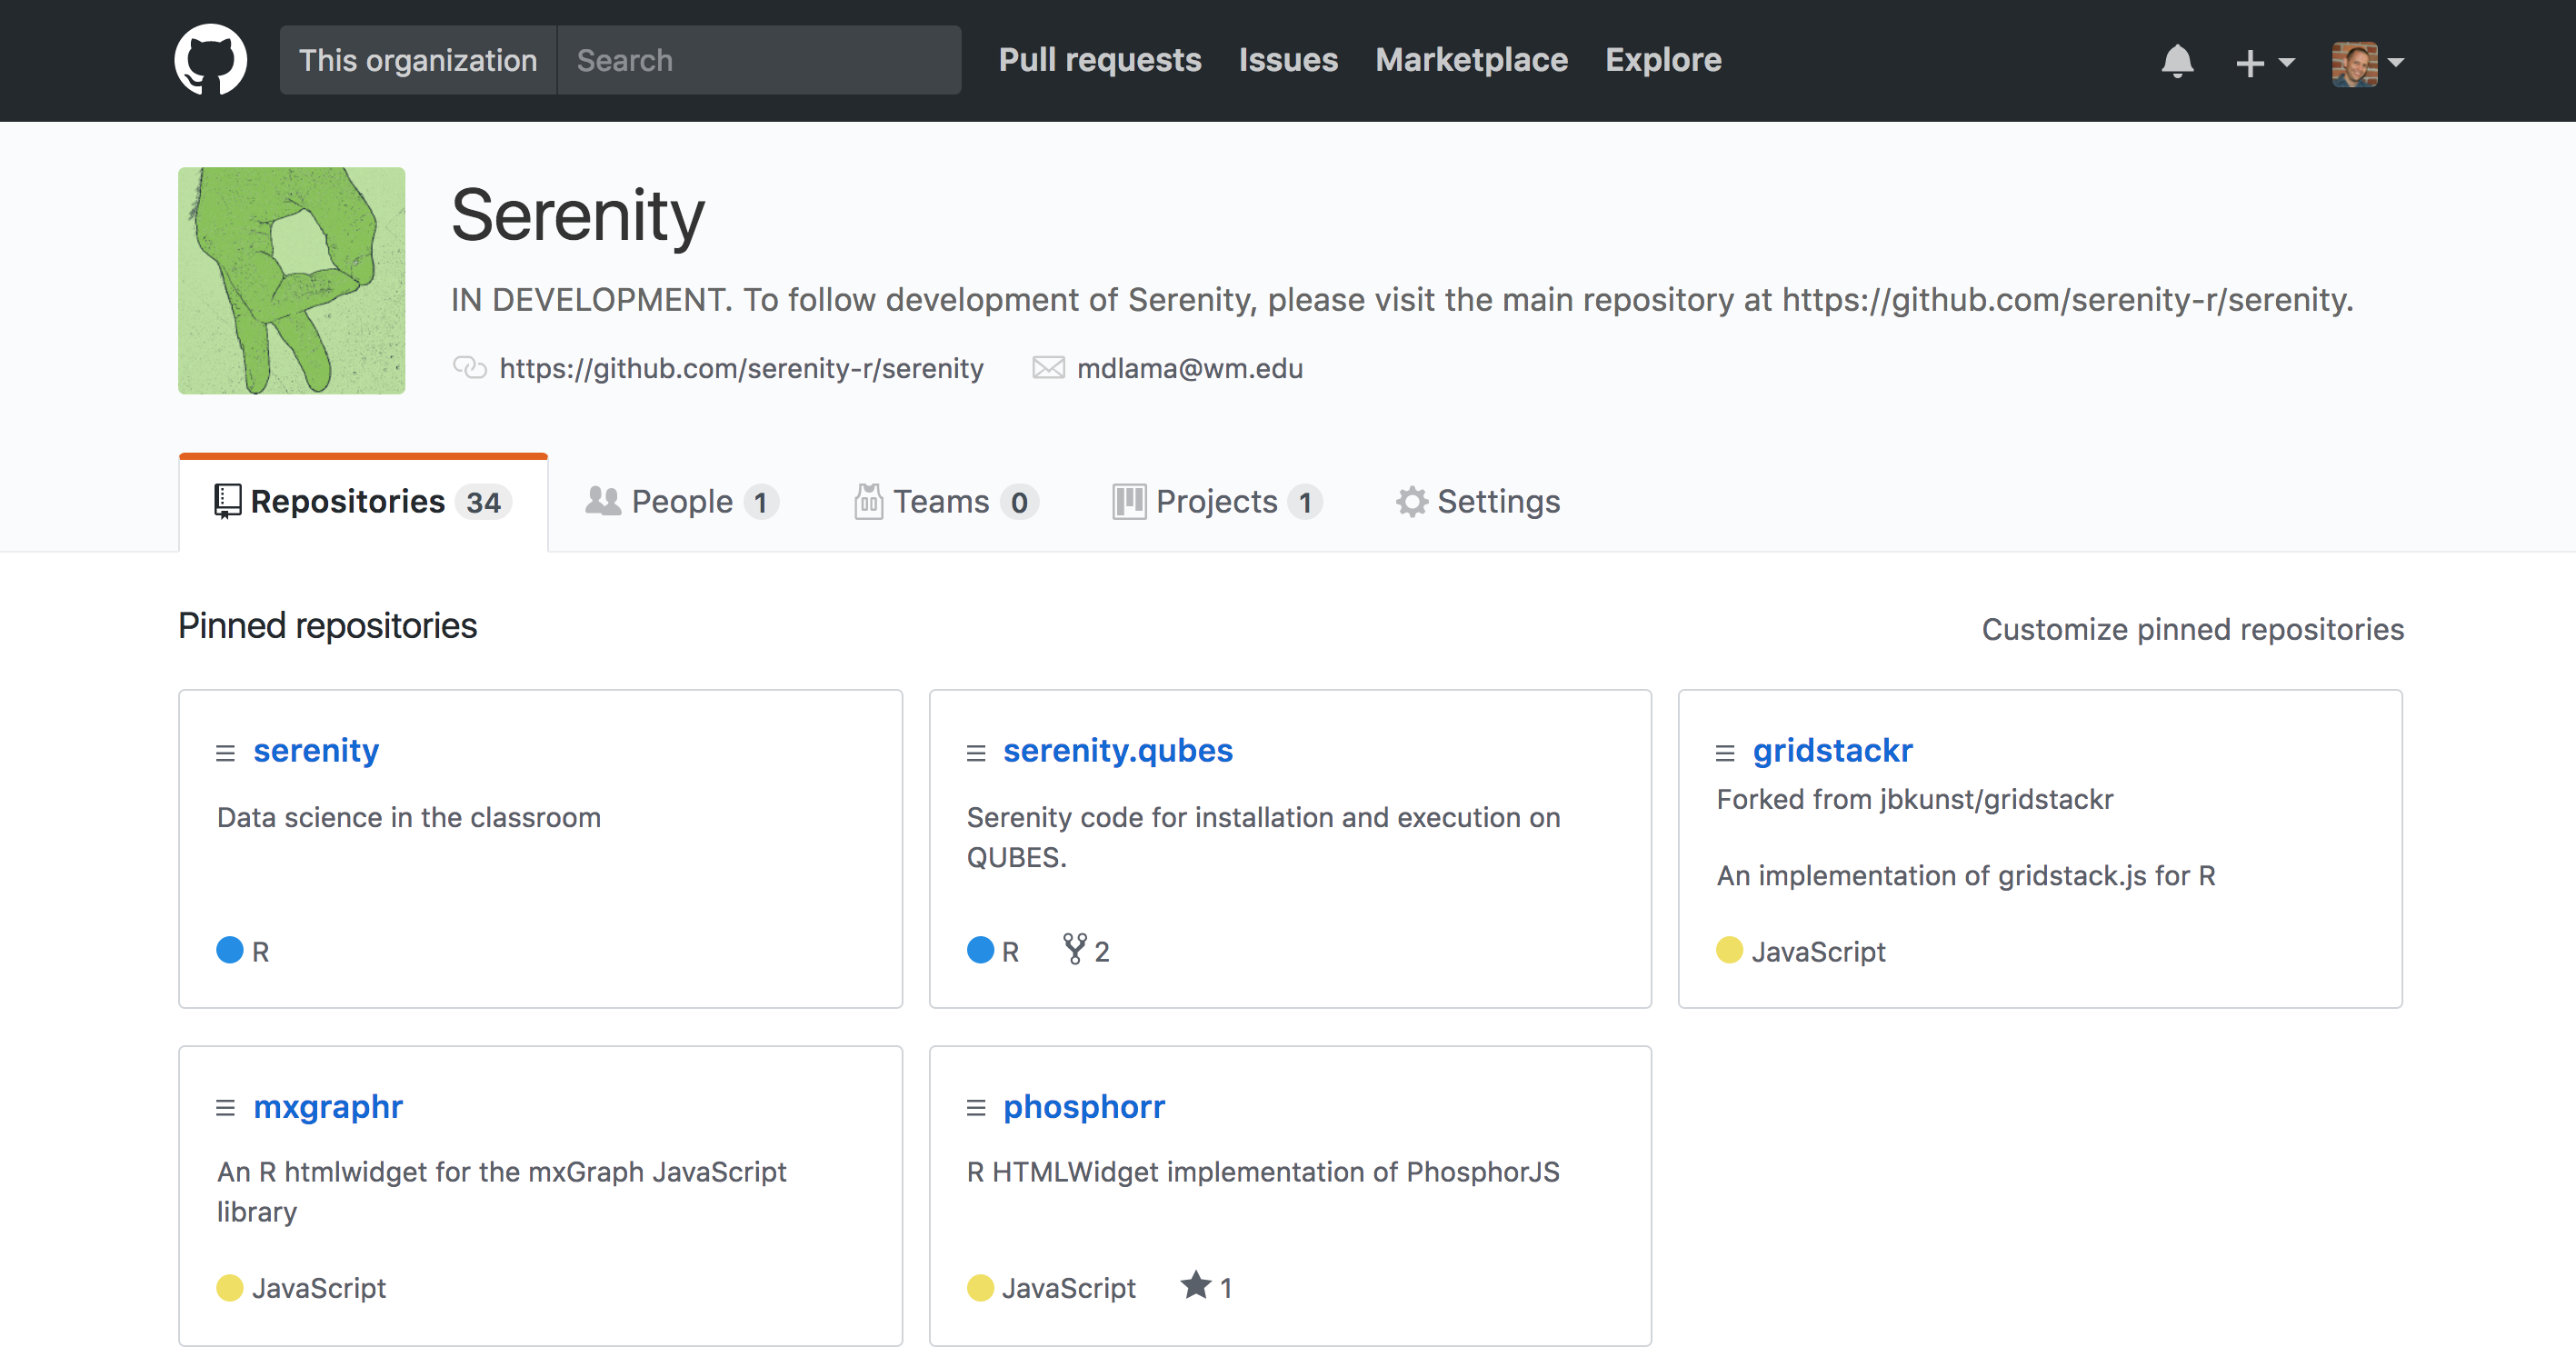 This organization Search Pull requests Issues Marketplace Explore
Serenity
IN DEVELOPMENT. To follow development of Serenity, please visit the main repository at https://github.com/serenity-r/serenity.
https://github.com/serenity-r/serenity mdlama@wm.edu
Repositories 34 People 1 Teams 0 Projects 1 Settings
Pinned repositories Customize pinned repositories
serenity
Data science in the classroom
R
serenity.qubes
Serenity code for installation and execution on
QUBES.
R 2
gridstackr
Forked from jbkunst/gridstackr
An implementation of gridstack.js for R
JavaScript
mxgraphr
An R htmlwidget for the mxGraph JavaScript
library
JavaScript
phosphorr
R HTMLWidget implementation of PhosphorJS
JavaScript 1